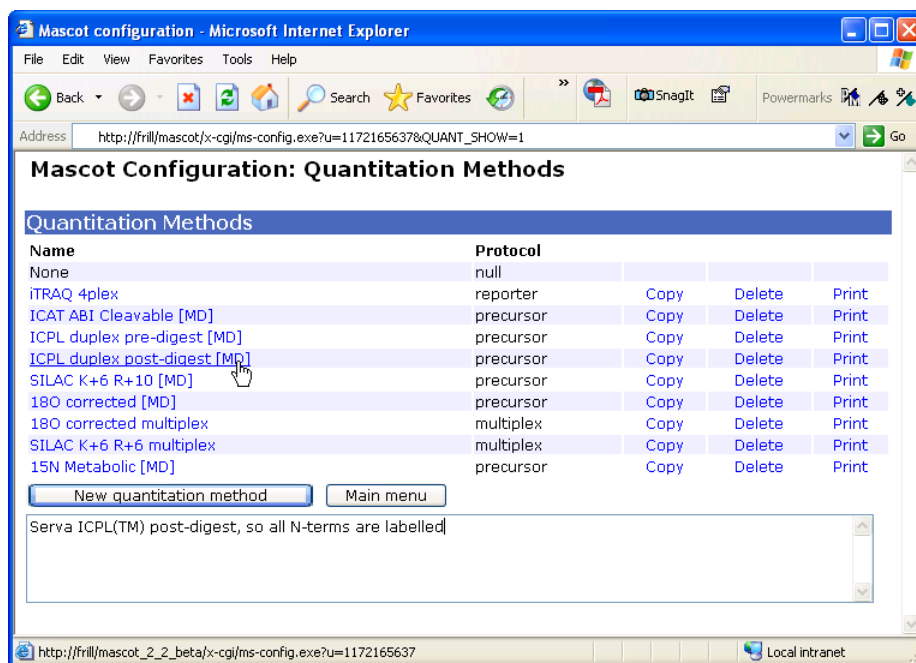 Mascot configuration - Microsoft Internet Explorer
File Edit View Favorites Tools Help
Back Search Favorites » SnagIt Powermarks
Address http://frill/mascot/x-cgi/ms-config.exe?u=1172165637&QUANT_SHOW=1 Go
Mascot Configuration: Quantitation Methods
Quantitation Methods
Name Protocol
None null
iTRAQ 4plex reporter Copy Delete Print
ICAT ABI Cleavable [MD] precursor Copy Delete Print
ICPL duplex pre-digest [MD] precursor Copy Delete Print
ICPL duplex post-digest [MD] precursor Copy Delete Print
SILAC K+6 R+10 [MD] precursor Copy Delete Print
18O corrected [MD] precursor Copy Delete Print
18O corrected multiplex multiplex Copy Delete Print
SILAC K+6 R+6 multiplex multiplex Copy Delete Print
15N Metabolic [MD] precursor Copy Delete Print
New quantitation method Main menu
Serva ICPL(TM) post-digest, so all N-terms are labelled
http://frill/mascot_2_2_beta/x-cgi/ms-config.exe?u=1172165637 Local intranet